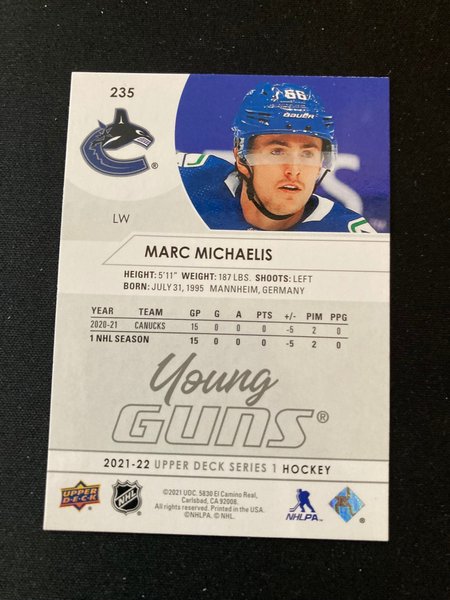 235
®
66
BAUER
LW
MARC MICHAELIS
HEIGHT: 5'11" WEIGHT: 187 LBS. SHOOTS: LEFT
BORN: JULY 31, 1995 MANNHEIM, GERMANY
YEAR TEAM GP G A PTS +/- PIM PPG
2020-21 CANUCKS 15 0 0 0 -5 2 0
1 NHL SEASON 15 0 0 0 -5 2 0
Young
GUNS®
2021-22 UPPER DECK SERIES 1 HOCKEY
UPPER DECK
NHL
©2021 UDC. 5830 El Camino Real,
Carlsbad, CA 92008.
All rights reserved. Printed in the USA.
©NHLPA. © NHL.
NHLPA
®